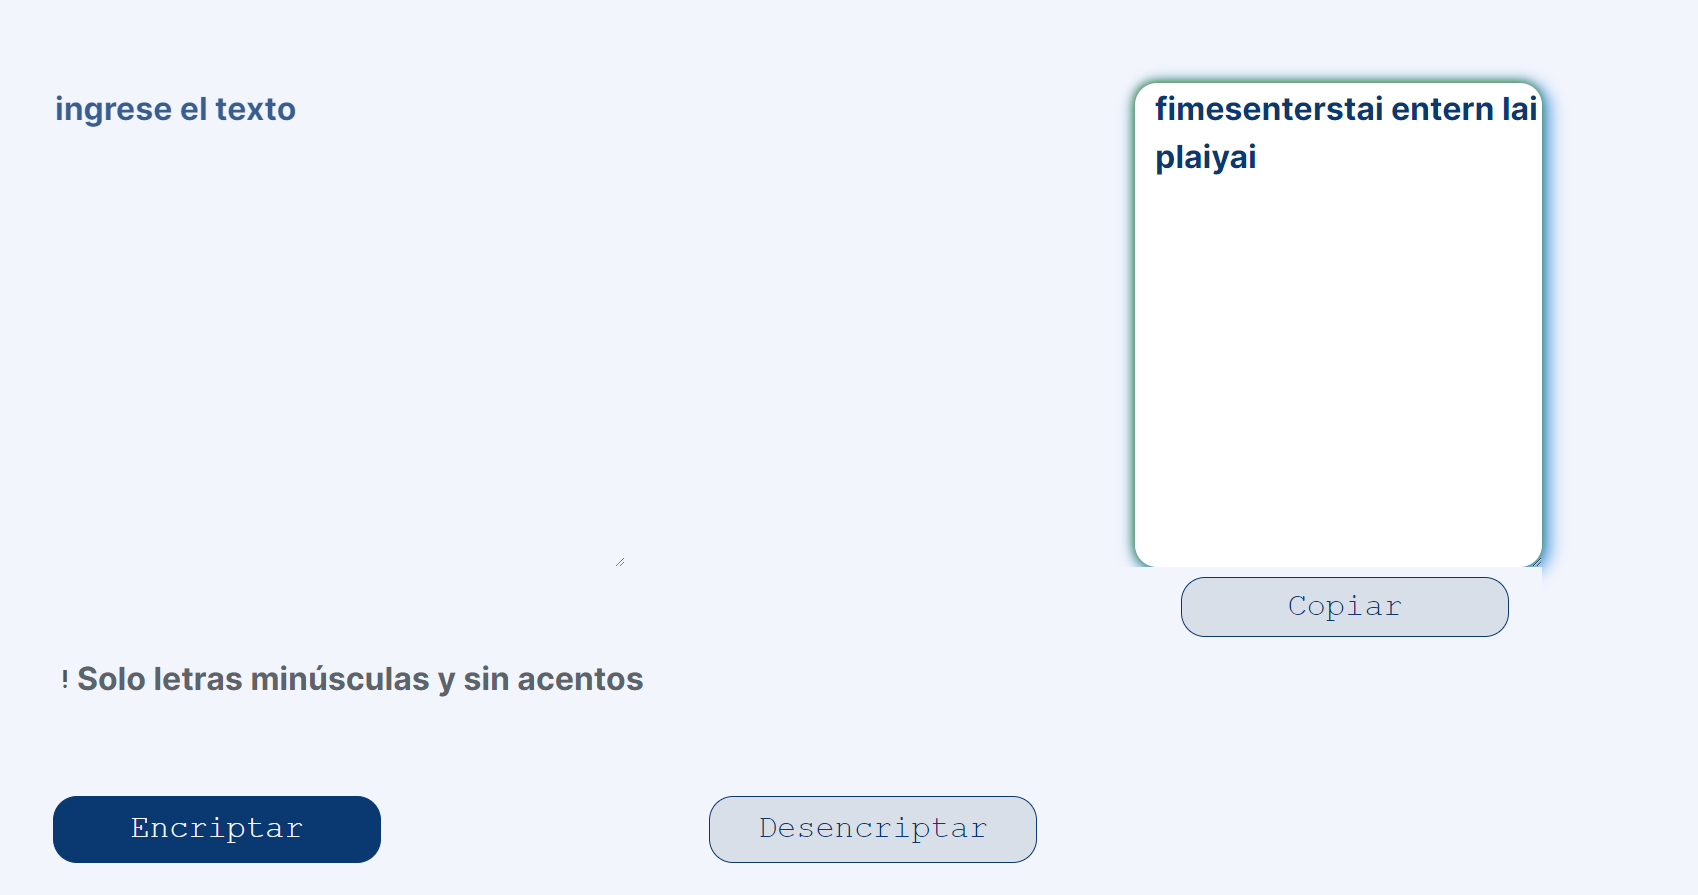 ingrese el texto
fimesenterstai entern lai
plaiyai
Copiar
! Solo letras minúsculas y sin acentos
Encriptar
Desencriptar